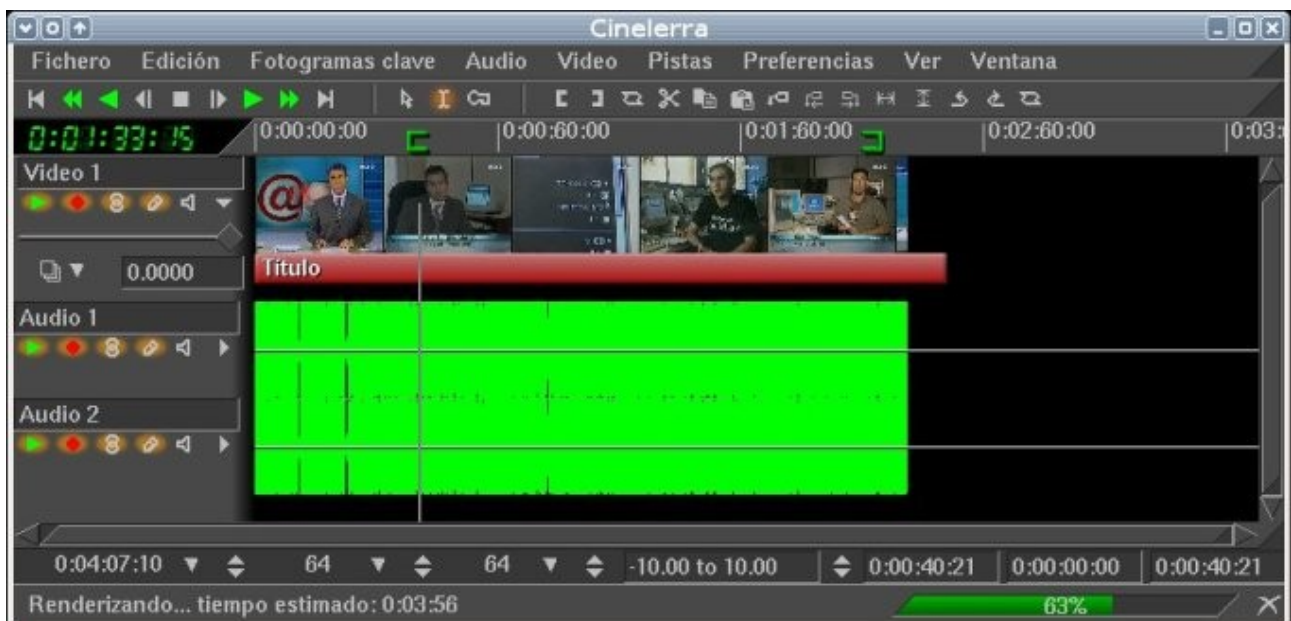 Cinelerra
Fichero Edición Fotogramas clave Audio Video Pistas Preferencias Ver Ventana
0:01:33:15 0:00:00:00 0:00:60:00 0:01:60:00 0:02:60:00 0:03:
Video 1
@
0.0000 Título
Audio 1
Audio 2
0:04:07:10 64 64 -10.00 to 10.00 0:00:40:21 0:00:00:00 0:00:40:21
Renderizando... tiempo estimado: 0:03:56 63%